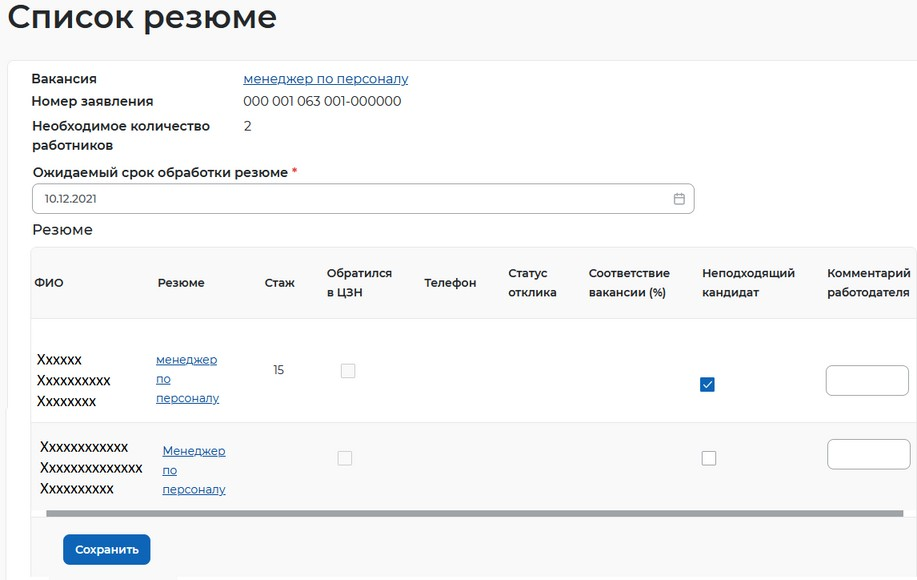 Список резюме
Вакансия менеджер по персоналу
Номер заявления 000 001 063 001-000000
Необходимое количество 2
работников
Ожидаемый срок обработки резюме *
10.12.2021
Резюме
ФИО Резюме Стаж Обратился в ЦЗН Телефон Статус отклика Соответствие вакансии (%) Неподходящий кандидат Комментарий работодателя
Xxxxxx менеджер
15
Xxxxxxxxxx по
Xxxxxxxx персоналу
Xxxxxxxxxxxx Менеджер
Xxxxxxxxxxxxxx по
Xxxxxxxxxx персоналу
Сохранить